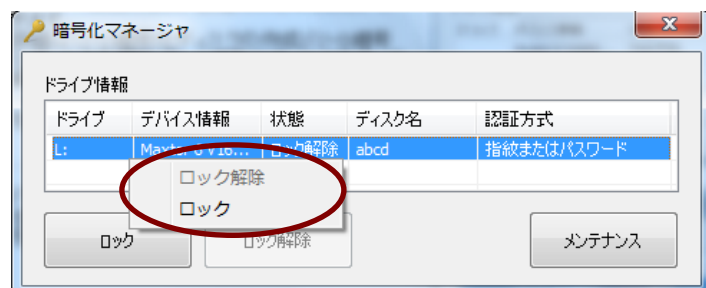 暗号化マネージャ
ドライブ情報
ドライブ デバイス情報 状態 ディスク名 認証方式
L: Maxtor 6 V16... ロック解除 abcd 指紋またはパスワード
ロック解除
ロック
ロック ロック解除 メンテナンス